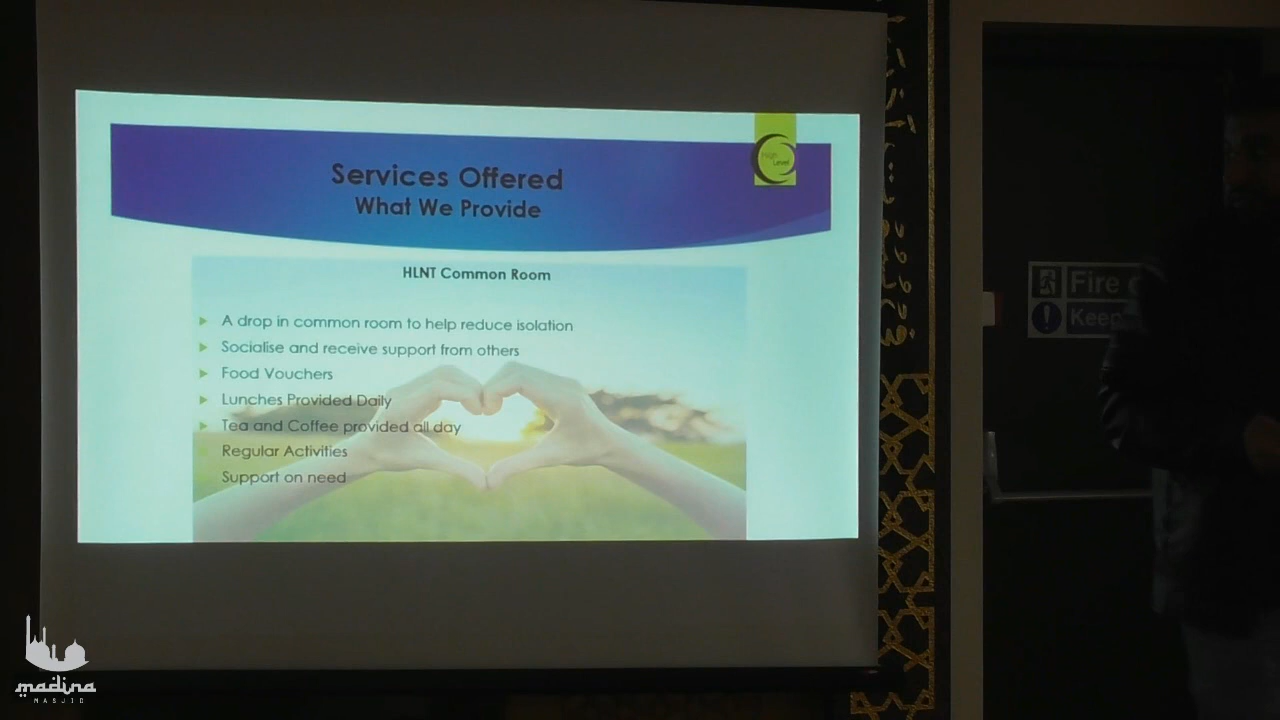 Services Offered
What We Provide
High
Level
HLNT Common Room
A drop in common room to help reduce isolation
Socialise and receive support from others
Food Vouchers
Lunches Provided Daily
Tea and Coffee provided all day
Regular Activities
Support on need
Fire
Keep
madina
MASJID